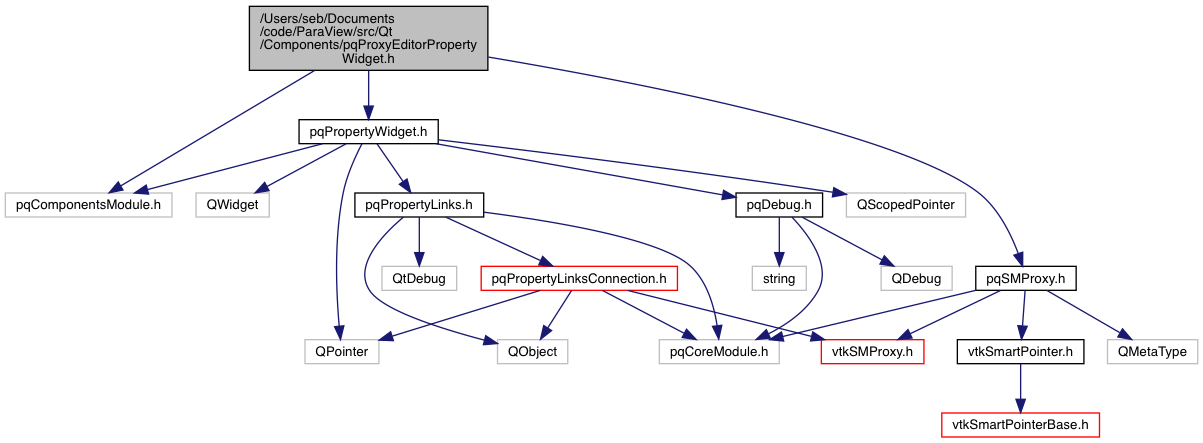 /Users/seb/Documents
/code/ParaView/src/Qt
/Components/pqProxyEditorProperty
Widget.h
pqPropertyWidget.h
pqComponentsModule.h
QWidget
pqPropertyLinks.h
pqDebug.h
QScopedPointer
QtDebug
pqPropertyLinksConnection.h
string
QDebug
pqSMProxy.h
QPointer
QObject
pqCoreModule.h
vtkSMProxy.h
vtkSmartPointer.h
QMetaType
vtkSmartPointerBase.h